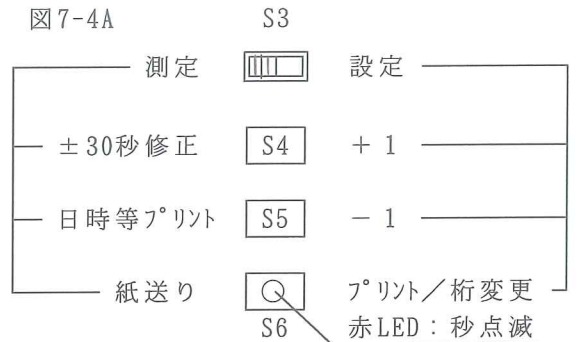 図7-4A S3
測定 設定
±30秒修正 S4 +1
日時等プリント S5 -1
紙送り プリント/桁変更
S6 赤LED:秒点滅